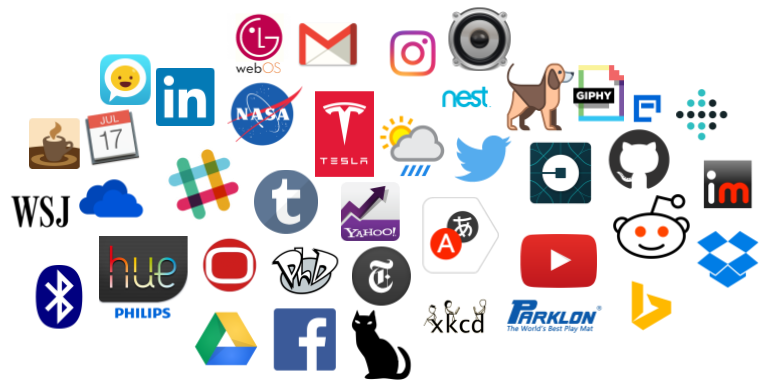 LG
webOS
in
NASA
TESLA
nest
GIPHY
JUL
17
WSJ
t
YAHOO!
A
あ
im
hue
PHILIPS
PhD
T
xkcd
PARKLON®
The World's Best Play Mat
f